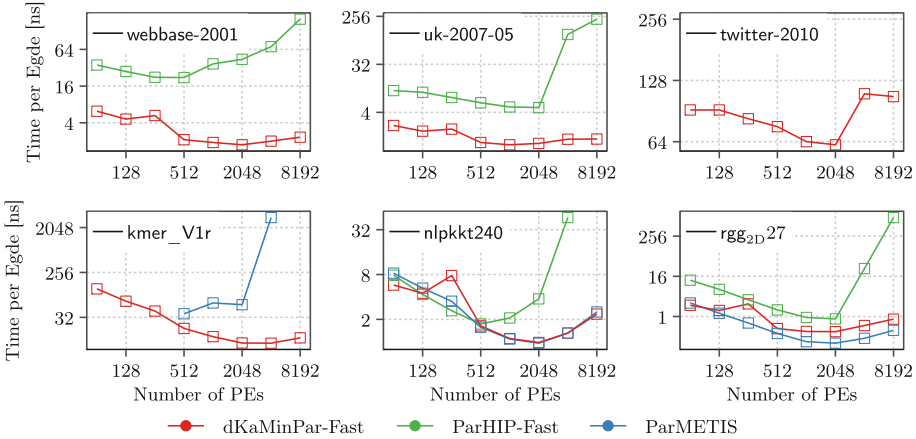 Time per Egde [ns]
webbase-2001
64
16
4
128 512 2048 8192
uk-2007-05
256
32
4
128 512 2048 8192
twitter-2010
256
128
64
128 512 2048 8192
Time per Egde [ns]
kmer_V1r
2048
256
32
128 512 2048 8192
Number of PEs
nlpkkt240
32
8
2
128 512 2048 8192
Number of PEs
rgg2D27
256
16
1
128 512 2048 8192
Number of PEs
dKaMinPar-Fast ParHIP-Fast ParMETIS